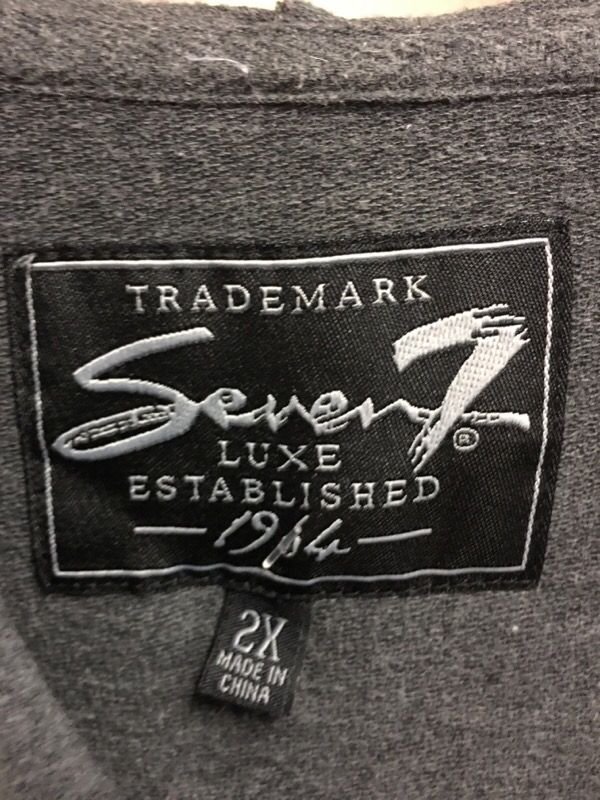 TRADEMARK
Seven7®
LUXE
ESTABLISHED
— 1964 —
2X
MADE IN
CHINA